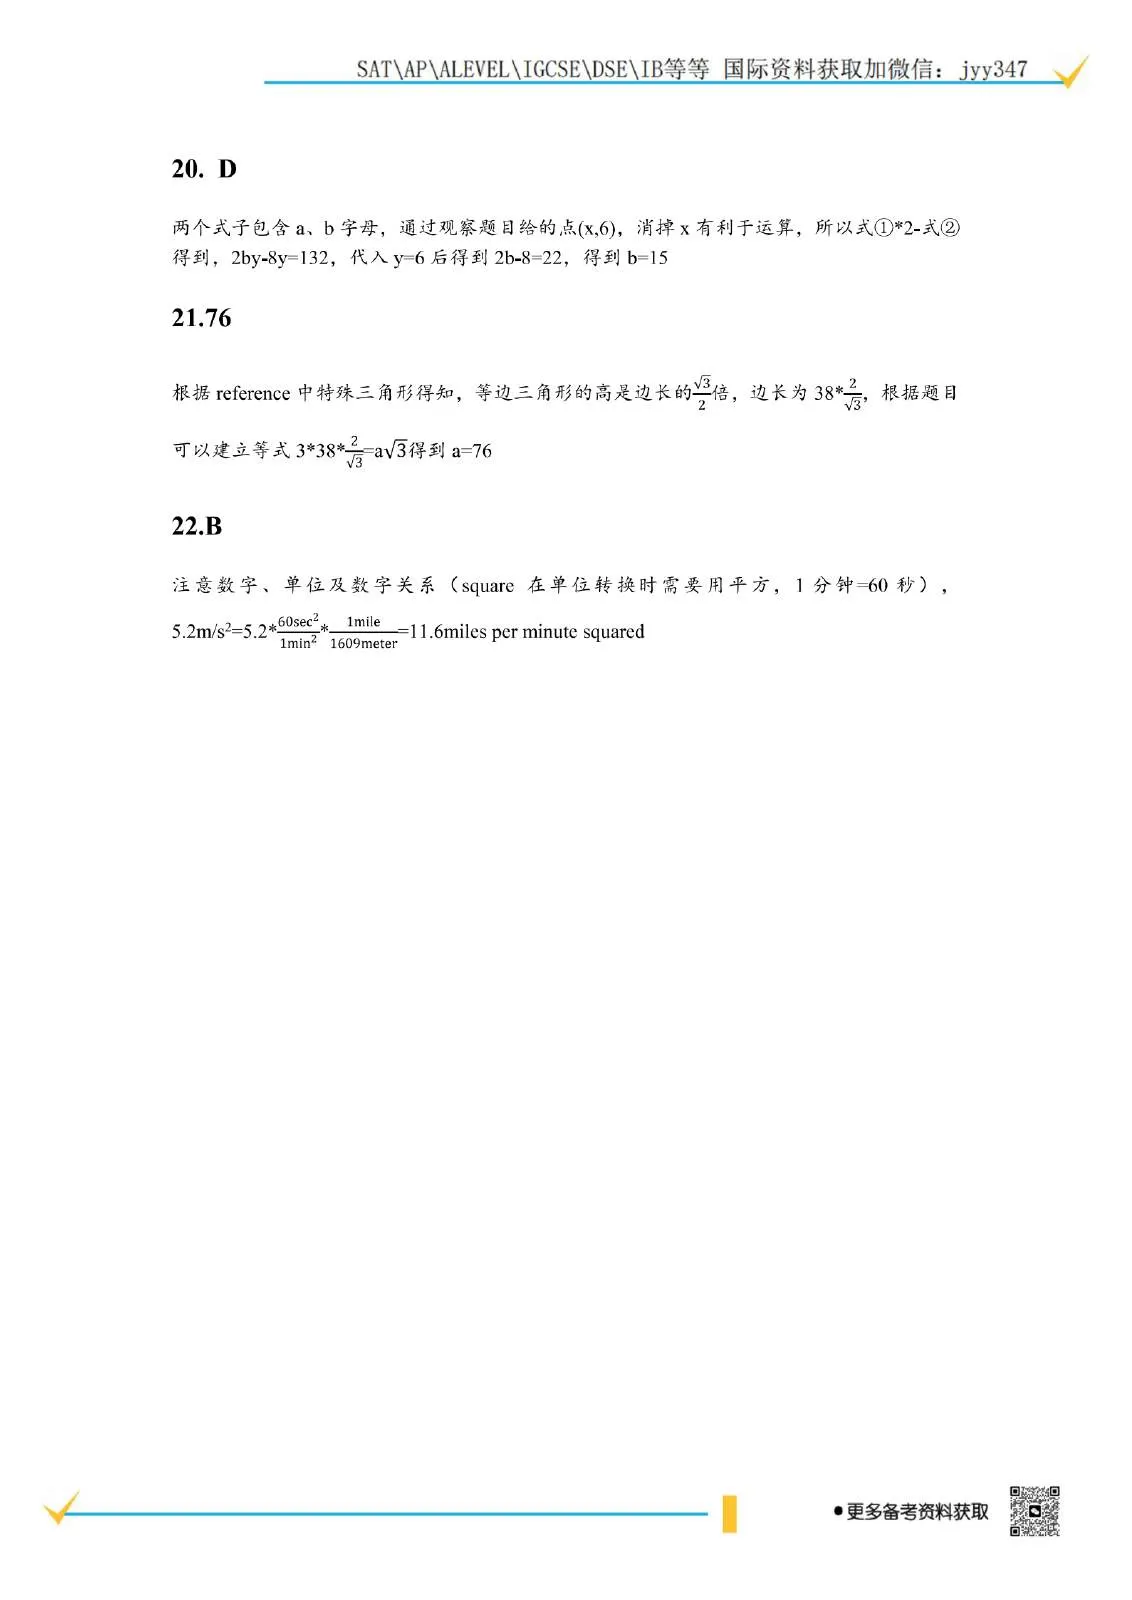 SAT\AP\ALEVEL\IGCSE\DSE\IB等等 国际资料获取加微信：jyy347
20. D
两个式子包含 a、b 字母，通过观察题目给的点(x,6)，消掉 x 有利于运算，所以式①*2-式②
得到，2by-8y=132，代入 y=6 后得到 2b-8=22，得到 b=15
21.76
根据 reference 中特殊三角形得知，等边三角形的高是边长的√3/2倍，边长为 38*2/√3，根据题目
可以建立等式 3*38*2/√3=a√3得到 a=76
22.B
注意数字、单位及数字关系（square 在单位转换时需要用平方，1 分钟=60 秒），
5.2m/s²=5.2*60sec²/1min²*1mile/1609meter=11.6miles per minute squared
•更多备考资料获取